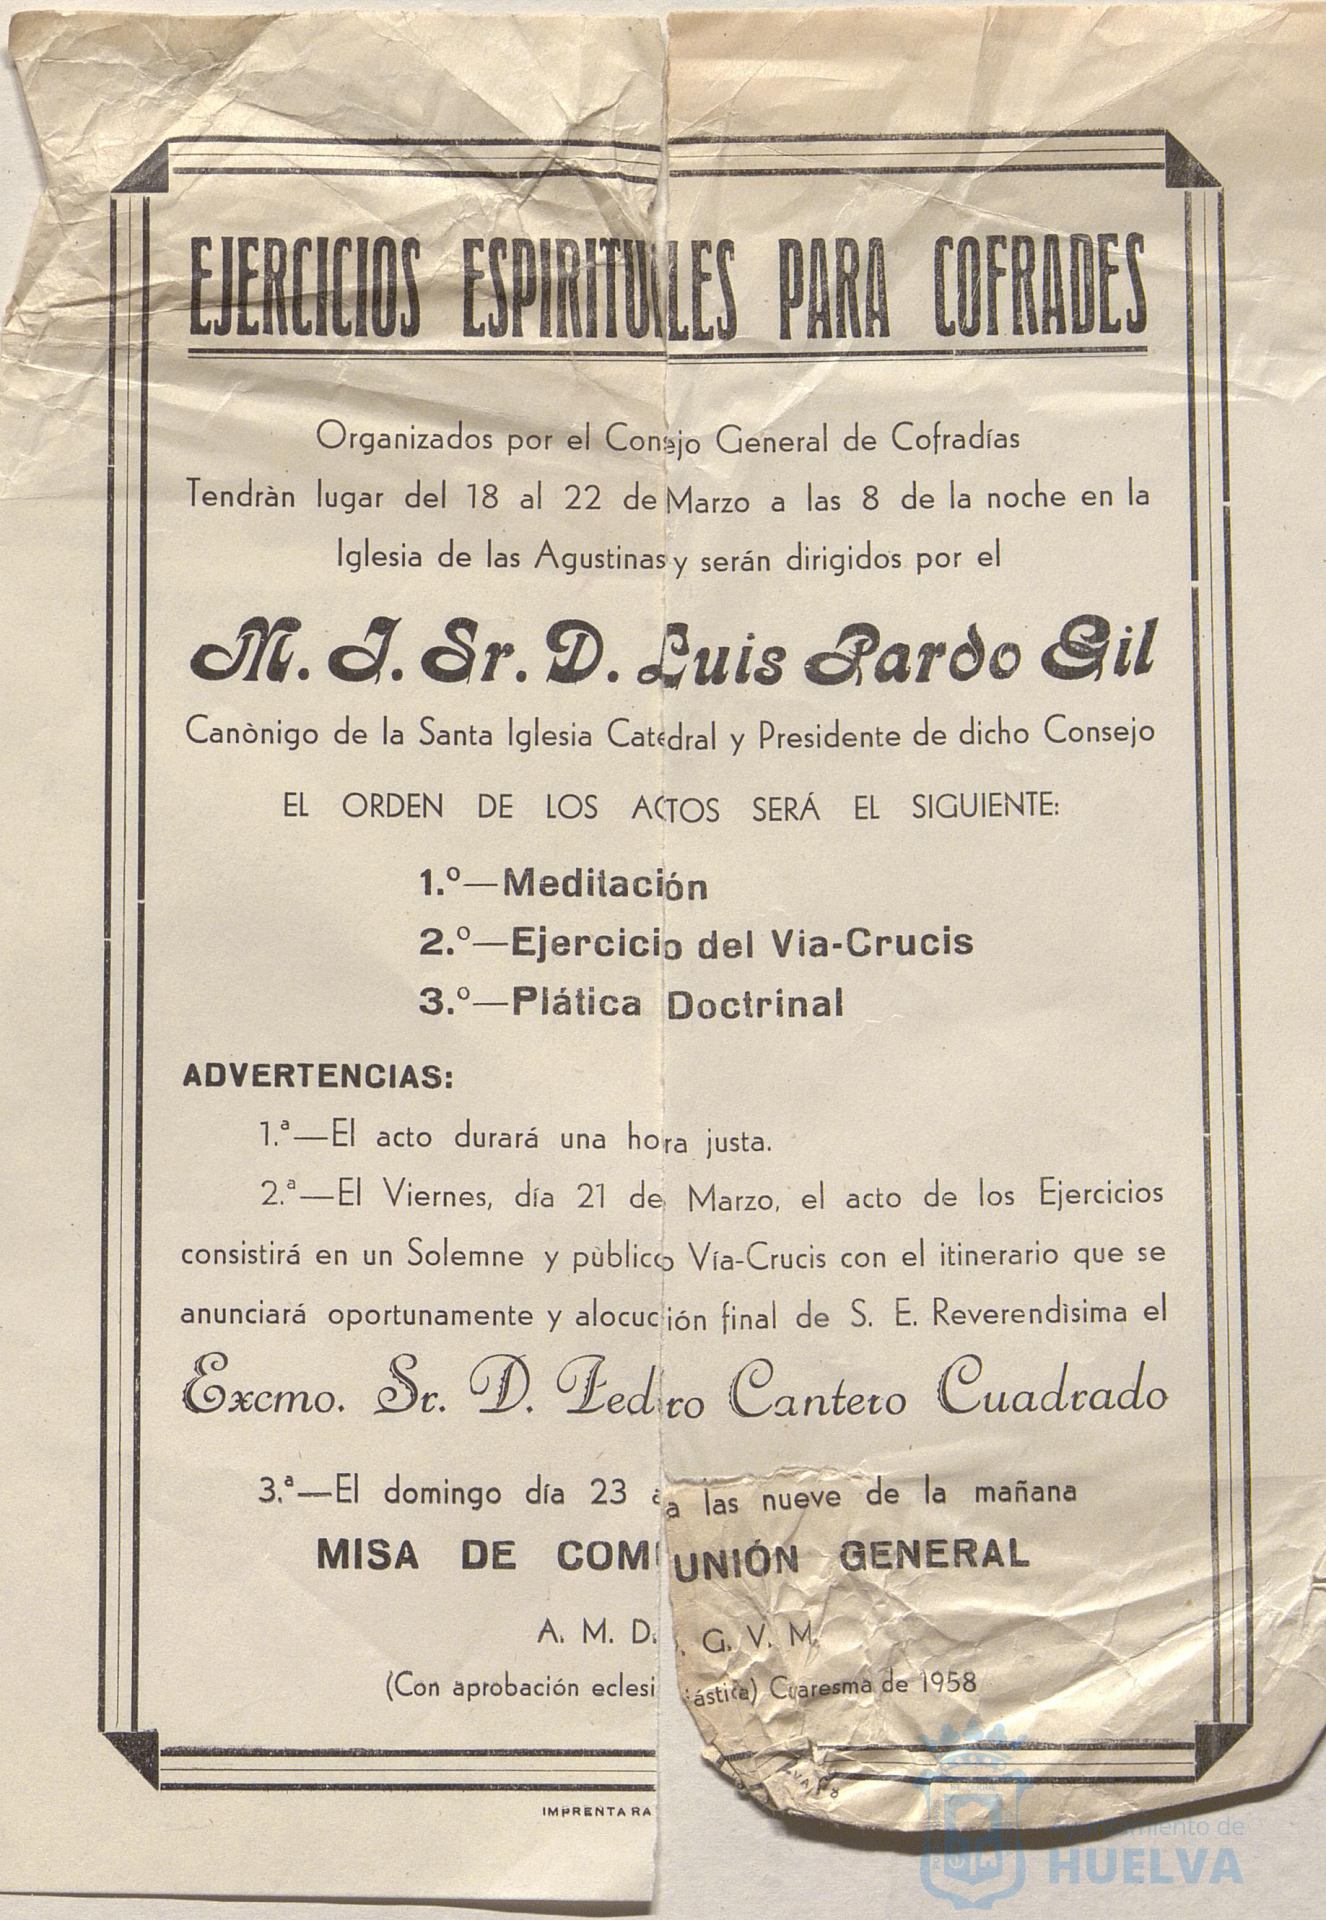 EJERCICIOS ESPIRITUALES PARA COFRADES
Organizados por el Consejo General de Cofradías
Tendràn lugar del 18 al 22 de Marzo a las 8 de la noche en la
Iglesia de las Agustinas y serán dirigidos por el
M. I. Sr. D. Luis Pardo Gil
Canònigo de la Santa Iglesia Catedral y Presidente de dicho Consejo
EL ORDEN DE LOS ACTOS SERÁ EL SIGUIENTE:
1.º—Meditación
2.º—Ejercicio del Via-Crucis
3.º—Plática Doctrinal
ADVERTENCIAS:
1.ª—El acto durará una hora justa.
2.ª—El Viernes, día 21 de Marzo, el acto de los Ejercicios
consistirá en un Solemne y pùblico Vía-Crucis con el itinerario que se
anunciará oportunamente y alocución final de S. E. Reverendìsima el
Excmo. Sr. D. Pedro Cantero Cuadrado
3.ª—El domingo día 23 a las nueve de la mañana
MISA DE COMUNIÓN GENERAL
A. M. D. G. V. M.
(Con aprobación eclesiástica) Cuaresma de 1958
IMPRENTA
Ayuntamiento de
HUELVA